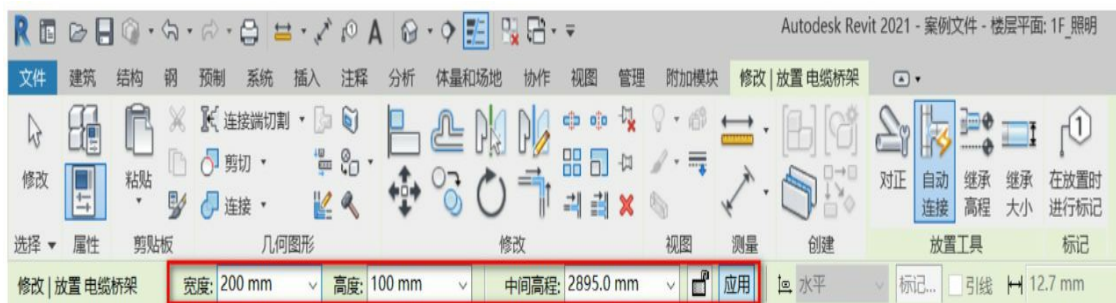 Autodesk Revit 2021 - 案例文件 - 楼层平面: 1F_照明
文件 建筑 结构 钢 预制 系统 插入 注释 分析 体量和场地 协作 视图 管理 附加模块 修改 | 放置 电缆桥架
连接端切割
剪切
修改 粘贴 对正 自动 继承 继承 在放置时
连接 连接 高程 大小 进行标记
选择 属性 剪贴板 几何图形 修改 视图 测量 创建 放置工具 标记
修改 | 放置 电缆桥架 宽度: 200 mm 高度: 100 mm 中间高程: 2895.0 mm 应用 水平 标记... 引线 12.7 mm